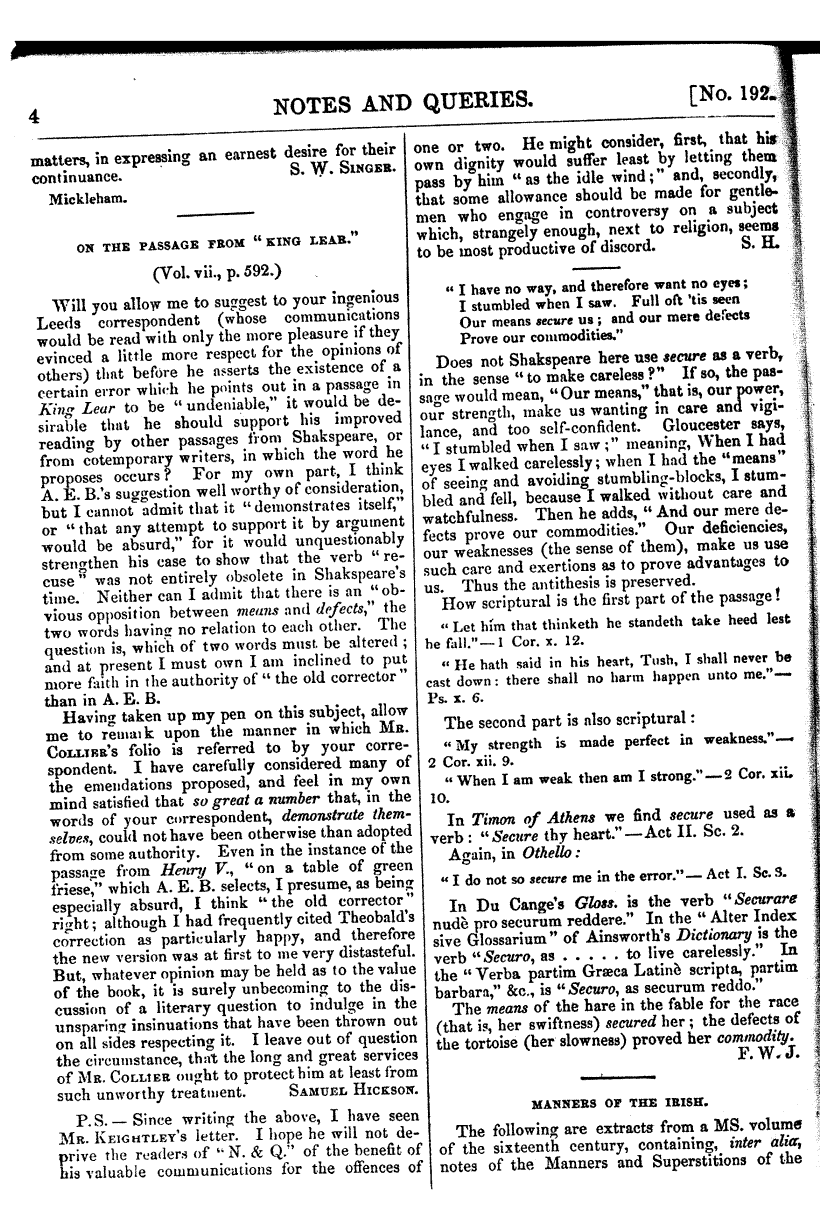 4
NOTES AND QUERIES.
[No. 192.
matters, in expressing an earnest desire for their
continuance. S. W. SINGER.
Mickleham.
ON THE PASSAGE FROM "KING LEAR."
(Vol. vii., p. 592.)
Will you allow me to suggest to your ingenious
Leeds correspondent (whose communications
would be read with only the more pleasure if they
evinced a little more respect for the opinions of
others) that before he asserts the existence of a
certain error which he points out in a passage in
King Lear to be "undeniable," it would be de-
sirable that he should support his improved
reading by other passages from Shakspeare, or
from cotemporary writers, in which the word he
proposes occurs? For my own part, I think
A. E. B.'s suggestion well worthy of consideration,
but I cannot admit that it "demonstrates itself,"
or "that any attempt to support it by argument
would be absurd," for it would unquestionably
strengthen his case to show that the verb "re-
cuse" was not entirely obsolete in Shakspeare's
time. Neither can I admit that there is an "ob-
vious opposition between means and defects," the
two words having no relation to each other. The
question is, which of two words must be altered;
and at present I must own I am inclined to put
more faith in the authority of "the old corrector"
than in A. E. B.
Having taken up my pen on this subject, allow
me to remark upon the manner in which MR.
COLLIER'S folio is referred to by your corre-
spondent. I have carefully considered many of
the emendations proposed, and feel in my own
mind satisfied that so great a number that, in the
words of your correspondent, demonstrate them-
selves, could not have been otherwise than adopted
from some authority. Even in the instance of the
passage from Henry V., "on a table of green
friese," which A. E. B. selects, I presume, as being
especially absurd, I think "the old corrector"
right; although I had frequently cited Theobald's
correction as particularly happy, and therefore
the new version was at first to me very distasteful.
But, whatever opinion may be held as to the value
of the book, it is surely unbecoming to the dis-
cussion of a literary question to indulge in the
unsparing insinuations that have been thrown out
on all sides respecting it. I leave out of question
the circumstance, that the long and great services
of MR. COLLIER ought to protect him at least from
such unworthy treatment. SAMUEL HICKSON.
P.S. — Since writing the above, I have seen
MR. KEIGHTLEY'S letter. I hope he will not de-
prive the readers of "N. & Q." of the benefit of
his valuable communications for the offences of
one or two. He might consider, first, that his
own dignity would suffer least by letting them
pass by him "as the idle wind;" and, secondly,
that some allowance should be made for gentle-
men who engage in controversy on a subject
which, strangely enough, next to religion, seems
to be most productive of discord. S. H.
"I have no way, and therefore want no eyes;
I stumbled when I saw. Full oft 'tis seen
Our means secure us; and our mere defects
Prove our commodities."
Does not Shakspeare here use secure as a verb,
in the sense "to make careless?" If so, the pas-
sage would mean, "Our means," that is, our power,
our strength, make us wanting in care and vigi-
lance, and too self-confident. Gloucester says,
"I stumbled when I saw;" meaning, When I had
eyes I walked carelessly; when I had the "means"
of seeing and avoiding stumbling-blocks, I stum-
bled and fell, because I walked without care and
watchfulness. Then he adds, "And our mere de-
fects prove our commodities." Our deficiencies,
our weaknesses (the sense of them), make us use
such care and exertions as to prove advantages to
us. Thus the antithesis is preserved.
How scriptural is the first part of the passage!
"Let him that thinketh he standeth take heed lest
he fall."—1 Cor. x. 12.
"He hath said in his heart, Tush, I shall never be
cast down: there shall no harm happen unto me."—
Ps. x. 6.
The second part is also scriptural:
"My strength is made perfect in weakness."—
2 Cor. xii. 9.
"When I am weak then am I strong."—2 Cor. xii.
10.
In Timon of Athens we find secure used as a
verb: "Secure thy heart."—Act II. Sc. 2.
Again, in Othello:
"I do not so secure me in the error."—Act I. Sc. 3.
In Du Cange's Gloss. is the verb "Securare
nudè pro securum reddere." In the "Alter Index
sive Glossarium" of Ainsworth's Dictionary is the
verb "Securo, as . . . . . to live carelessly." In
the "Verba partim Græca Latinè scripta, partim
barbara," &c., is "Securo, as securum reddo."
The means of the hare in the fable for the race
(that is, her swiftness) secured her; the defects of
the tortoise (her slowness) proved her commodity.
F. W. J.
MANNERS OF THE IRISH.
The following are extracts from a MS. volume
of the sixteenth century, containing, inter alia,
notes of the Manners and Superstitions of the